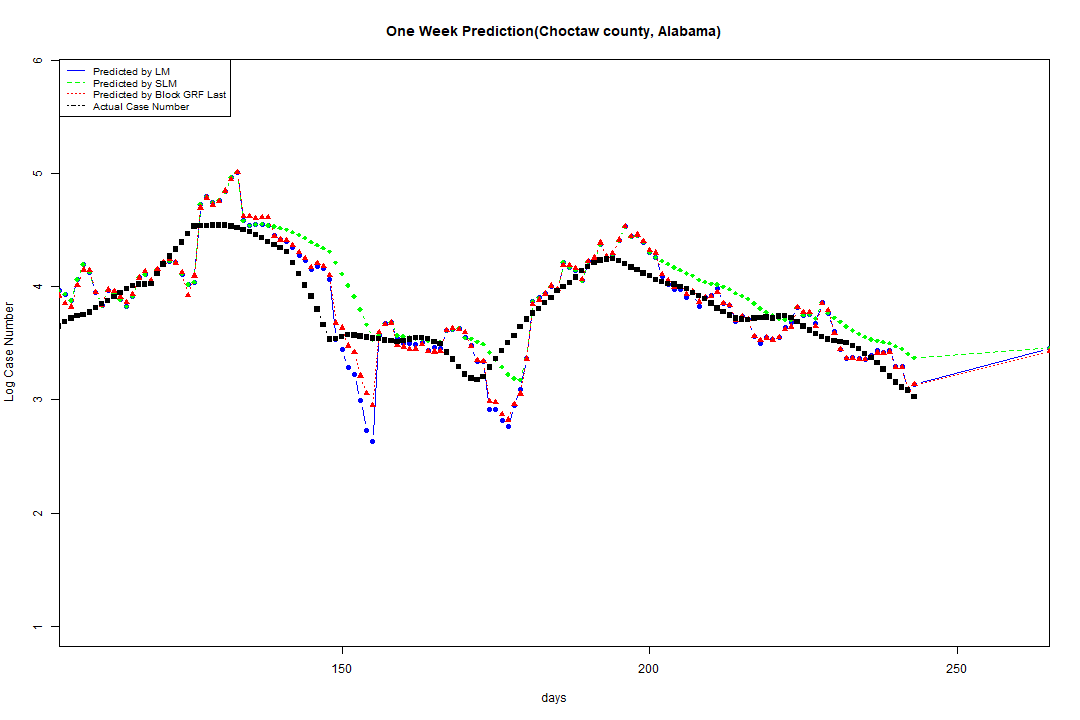 One Week Prediction(Choctaw county, Alabama)
Predicted by LM
Predicted by SLM
Predicted by Block GRF Last
Actual Case Number
6
5
4
3
2
1
Log Case Number
150
200
250
days